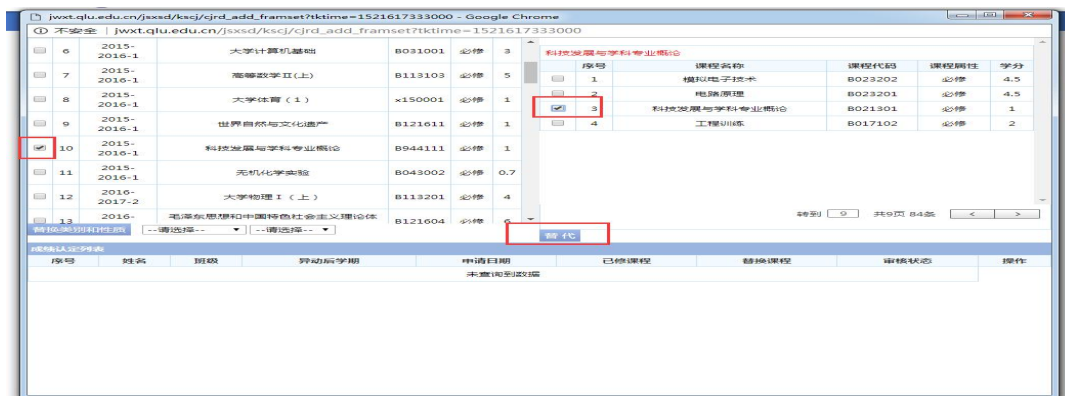 jwxt.qlu.edu.cn/jsxsd/kscj/cjrd_add_framset?tktime=1521617333000 - Google Chrome
不安全 | jwxt.qlu.edu.cn/jsxsd/kscj/cjrd_add_framset?tktime=1521617333000
6 2015-2016-1 大学计算机基础 B031001 必修 3
7 2015-2016-1 高等数学II(上) B113103 必修 5
8 2015-2016-1 大学体育(1) x150001 必修 1
9 2015-2016-1 世界自然与文化遗产 B121611 必修 1
10 2015-2016-1 科技发展与学科专业概论 B944111 必修 1
11 2015-2016-1 无机化学实验 B043002 必修 0.7
12 2016-2017-2 大学物理 I (上) B113201 必修 4
13 2016- 毛泽东思想和中国特色社会主义理论体 B121604 必修 6
科技发展与学科专业概论
序号 课程名称 课程代码 课程属性 学分
1 模拟电子技术 B023202 必修 4.5
2 电路原理 B023201 必修 4.5
3 科技发展与学科专业概论 B021301 必修 1
4 工程训练 B017102 必修 2
转到 9 共9页 84条 < >
替换类别和性质 --请选择-- --请选择-- 替代
成绩认定列表
序号 姓名 班级 异动后学期 申请日期 已修课程 替换课程 审核状态 操作
未查询到数据